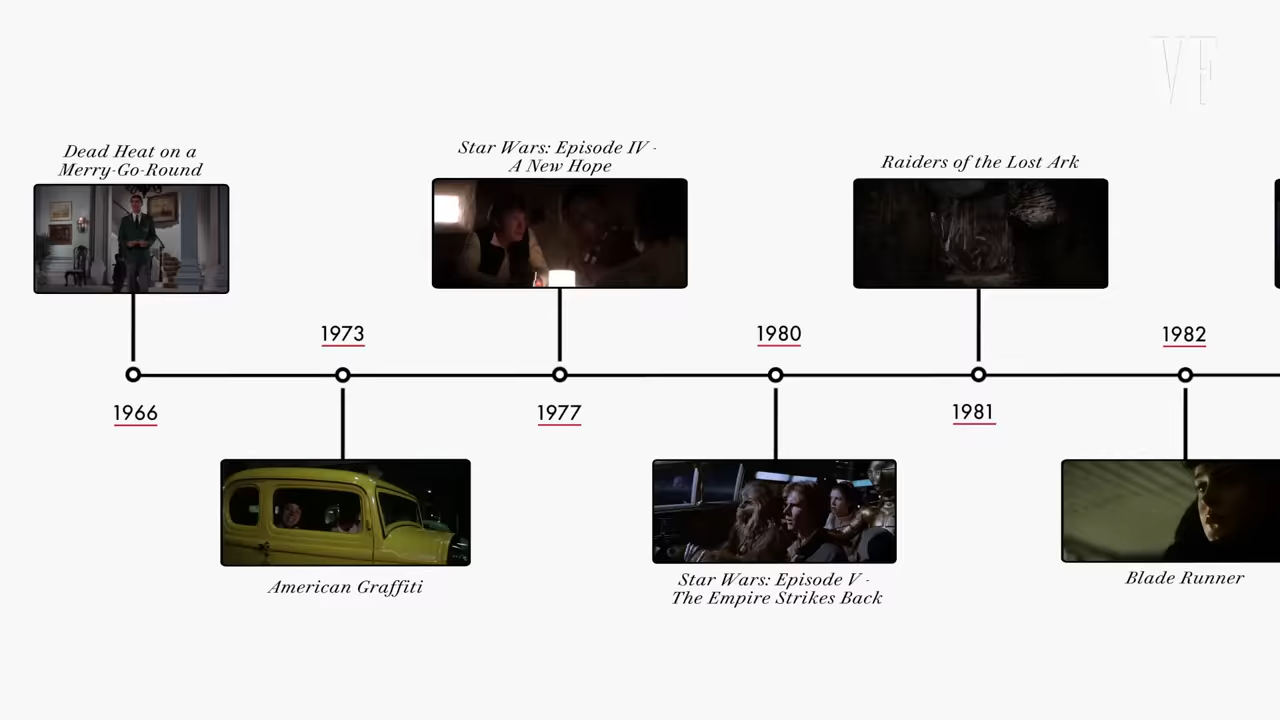 VF
Dead Heat on a
Merry-Go-Round
Star Wars: Episode IV -
A New Hope
Raiders of the Lost Ark
1973
1980
1982
1966
1977
1981
American Graffiti
Star Wars: Episode V -
The Empire Strikes Back
Blade Runner